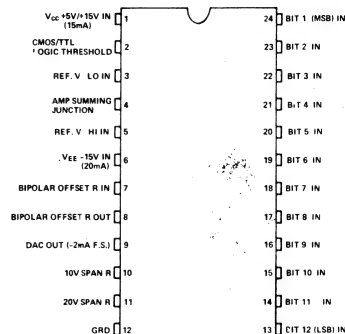 VCC +5V/+15V IN
(15mA)
1
CMOS/TTL
LOGIC THRESHOLD
2
REF. V LO IN
3
AMP SUMMING
JUNCTION
4
REF. V HI IN
5
VEE -15V IN
(20mA)
6
BIPOLAR OFFSET R IN
7
BIPOLAR OFFSET R OUT
8
DAC OUT (-2mA F.S.)
9
10V SPAN R
10
20V SPAN R
11
GRD
12
24 BIT 1 (MSB) IN
23 BIT 2 IN
22 BIT 3 IN
21 BIT 4 IN
20 BIT 5 IN
19 BIT 6 IN
18 BIT 7 IN
17 BIT 8 IN
16 BIT 9 IN
15 BIT 10 IN
14 BIT 11 IN
13 BIT 12 (LSB) IN